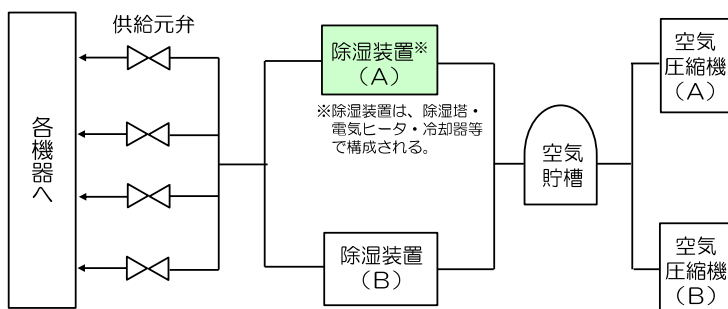 供給元弁
各機器へ
除湿装置※
（A）
※除湿装置は、除湿塔・
電気ヒータ・冷却器等
で構成される。
除湿装置
（B）
空気
貯槽
空気
圧縮機
（A）
空気
圧縮機
（B）